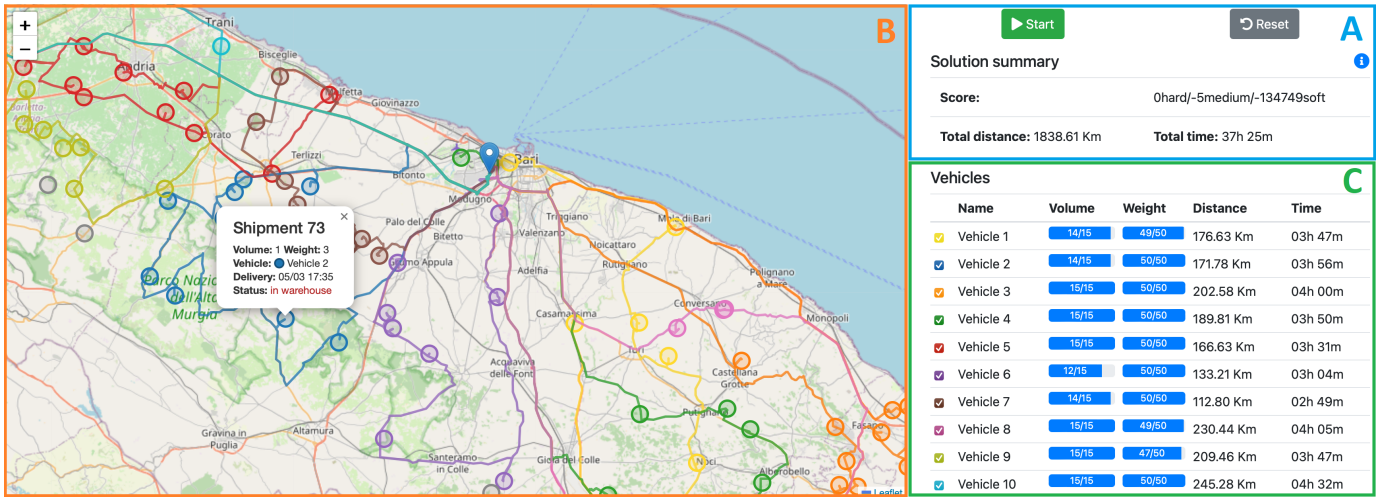 +
−
B
Trani
Bisceglie
Andria
Molfetta
Giovinazzo
Barletta
Corato
Terlizzi
Bitonto
Bari
Modugno
Palo del Colle
Bitetto
Triggiano
Valenzano
Noicattaro
Mola di Bari
Grumo Appula
Adelfia
Rutigliano
Polignano
a Mare
Conversano
Monopoli
Casamassima
Turi
Parco Nazionale
dell'Alta
Murgia
Acquaviva
delle Fonti
Castellana
Grotte
Putignano
Fasano
Gravina in
Puglia
Altamura
Santeramo
in Colle
Gioia del Colle
Noci
Alberobello
Leaflet
Shipment 73
×
Volume: 1 Weight: 3
Vehicle: Vehicle 2
Delivery: 05/03 17:35
Status: in warehouse
Start
Reset
A
Solution summary
i
Score: 0hard/-5medium/-134749soft
Total distance: 1838.61 Km Total time: 37h 25m
Vehicles
C
Name Volume Weight Distance Time
Vehicle 1 14/15 49/50 176.63 Km 03h 47m
Vehicle 2 14/15 50/50 171.78 Km 03h 56m
Vehicle 3 15/15 50/50 202.58 Km 04h 00m
Vehicle 4 15/15 50/50 189.81 Km 03h 50m
Vehicle 5 15/15 50/50 166.63 Km 03h 31m
Vehicle 6 12/15 50/50 133.21 Km 03h 04m
Vehicle 7 14/15 50/50 112.80 Km 02h 49m
Vehicle 8 15/15 49/50 230.44 Km 04h 05m
Vehicle 9 15/15 47/50 209.46 Km 03h 47m
Vehicle 10 15/15 50/50 245.28 Km 04h 32m